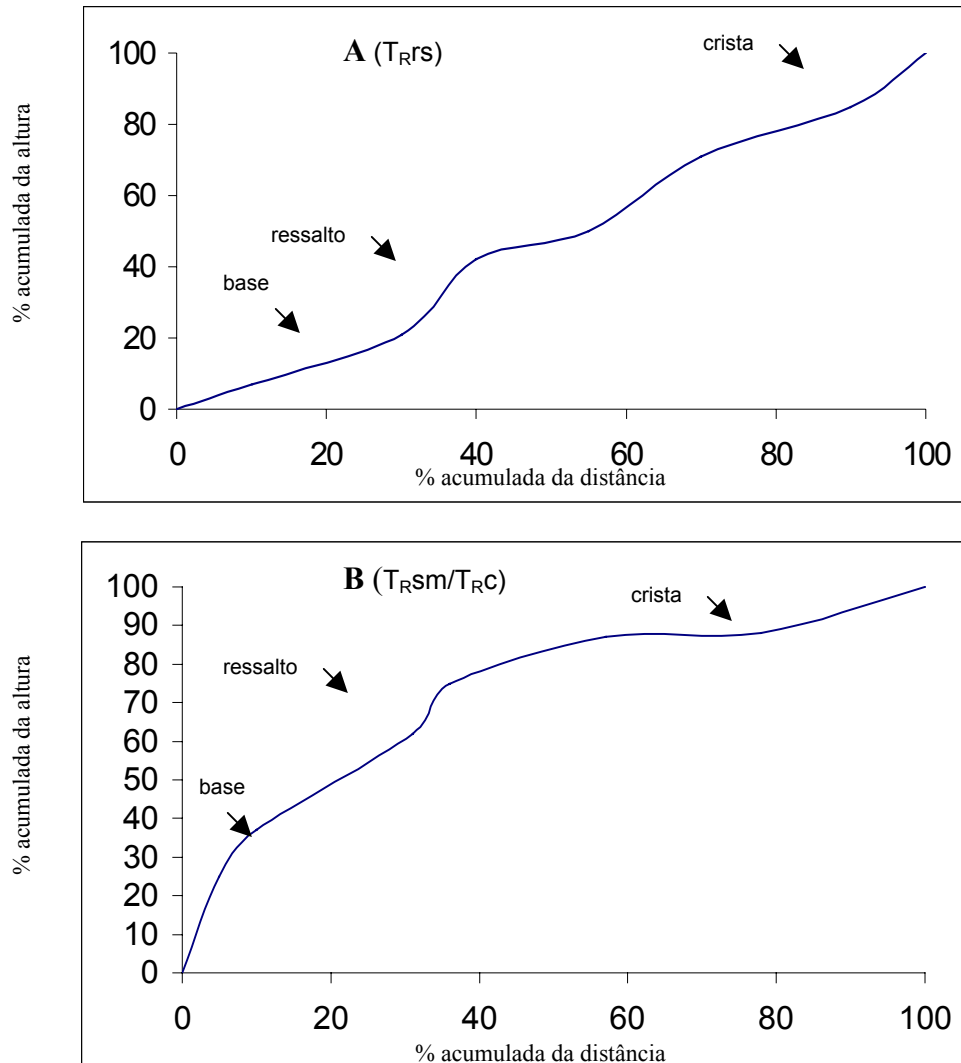 A (TRrs)
crista
ressalto
base
% acumulada da altura
100
80
60
40
20
0
0 20 40 60 80 100
% acumulada da distância
B (TRsm/TRc)
crista
ressalto
base
% acumulada da altura
100
90
80
70
60
50
40
30
20
10
0
0 20 40 60 80 100
% acumulada da distância